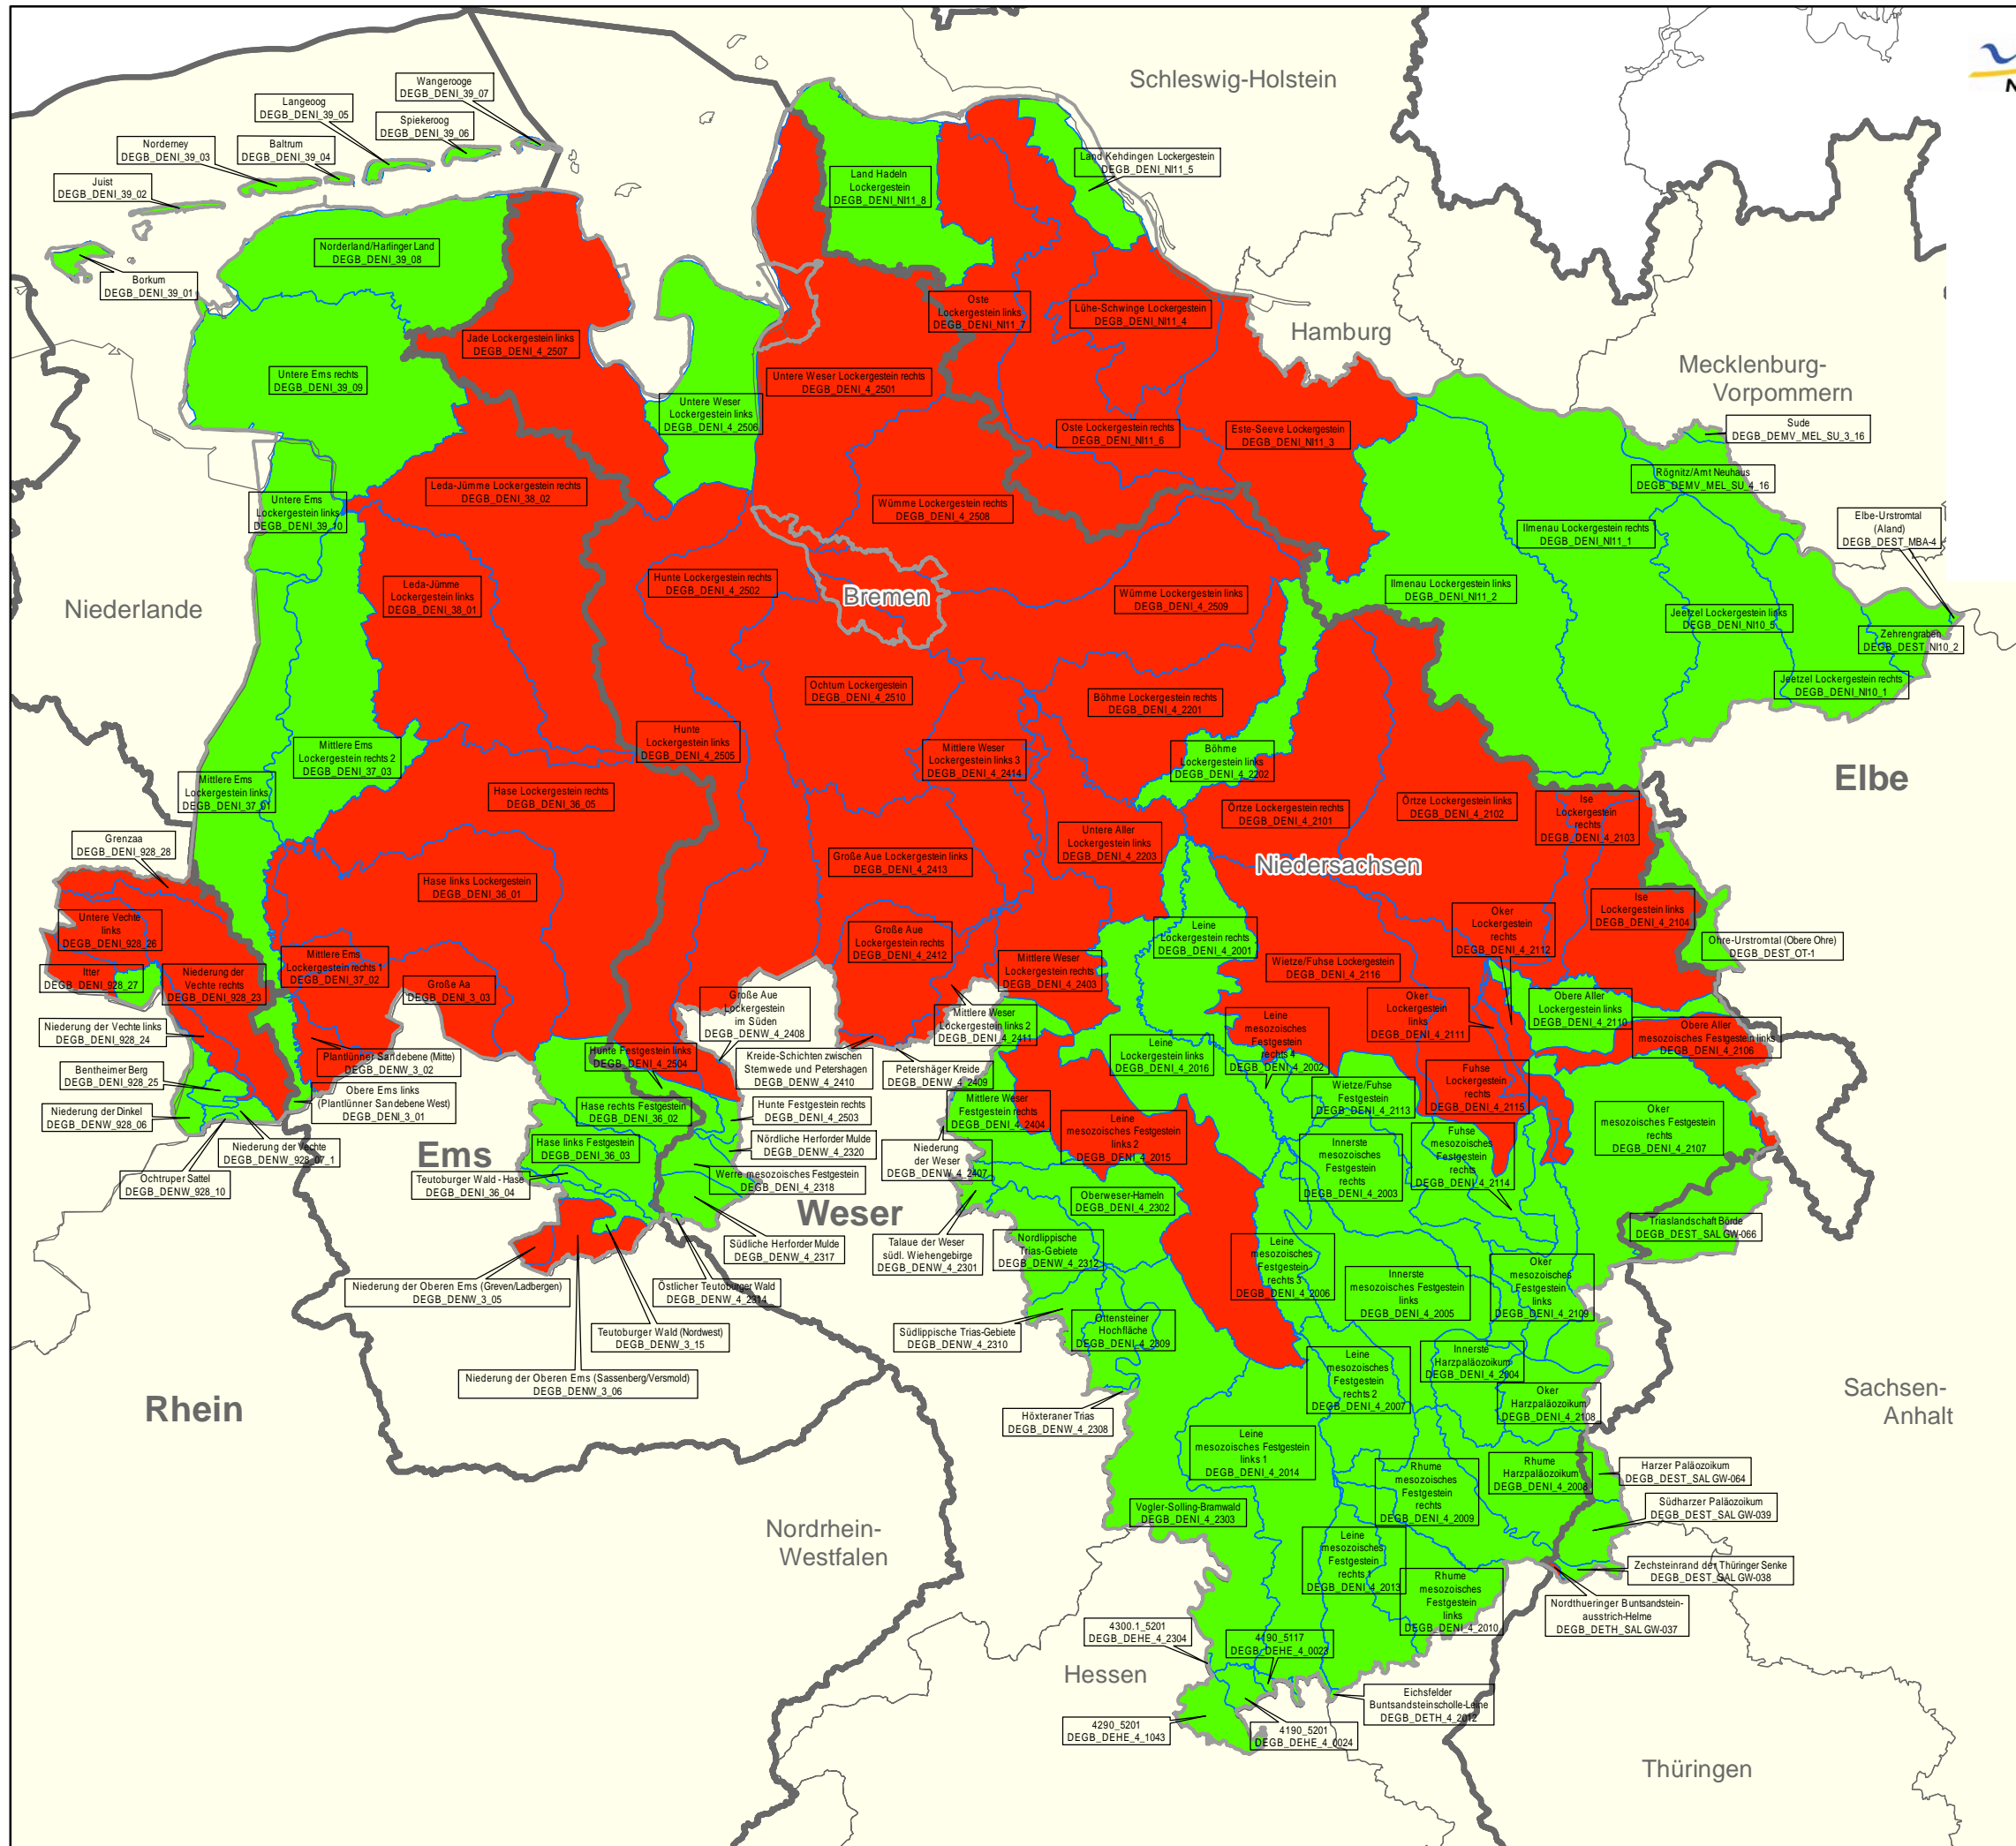 Schleswig-Holstein
N
Wangerooge
DEGB_DENI_39_07
Langeoog
DEGB_DENI_39_05
Spiekeroog
DEGB_DENI_39_06
Norderney
DEGB_DENI_39_03
Baltrum
DEGB_DENI_39_04
Juist
DEGB_DENI_39_02
Land Kehdingen Lockergestein
DEGB_DENI_NI11_5
Land Hadeln
Lockergestein
DEGB_DENI_NI11_8
Norderland/Harlinger Land
DEGB_DENI_39_08
Borkum
DEGB_DENI_39_01
Oste
Lockergestein links
DEGB_DENI_NI11_7
Lühe-Schwinge Lockergestein
DEGB_DENI_NI11_4
Hamburg
Jade Lockergestein links
DEGB_DENI_4_2507
Untere Ems rechts
DEGB_DENI_39_09
Untere Weser Lockergestein rechts
DEGB_DENI_4_2501
Mecklenburg-
Vorpommern
Untere Weser
Lockergestein links
DEGB_DENI_4_2506
Oste Lockergestein rechts
DEGB_DENI_NI11_6
Este-Seeve Lockergestein
DEGB_DENI_NI11_3
Sude
DEGB_DEMV_MEL_SU_3_16
Rögnitz/Amt Neuhaus
DEGB_DEMV_MEL_SU_4_16
Leda-Jümme Lockergestein rechts
DEGB_DENI_38_02
Untere Ems
Lockergestein links
DEGB_DENI_39_10
Wümme Lockergestein rechts
DEGB_DENI_4_2508
Ilmenau Lockergestein rechts
DEGB_DENI_NI11_1
Elbe-Urstromtal
(Aland)
DEGB_DEST_MBA-4
Niederlande
Leda-Jümme
Lockergestein links
DEGB_DENI_38_01
Hunte Lockergestein rechts
DEGB_DENI_4_2502
Bremen
Wümme Lockergestein links
DEGB_DENI_4_2509
Ilmenau Lockergestein links
DEGB_DENI_NI11_2
Jeetzel Lockergestein links
DEGB_DENI_NI10_5
Zehrengraben
DEGB_DEST_NI10_2
Ochtum Lockergestein
DEGB_DENI_4_2510
Böhme Lockergestein rechts
DEGB_DENI_4_2201
Jeetzel Lockergestein rechts
DEGB_DENI_NI10_1
Mittlere Ems
Lockergestein rechts 2
DEGB_DENI_37_03
Hunte
Lockergestein links
DEGB_DENI_4_2505
Mittlere Weser
Lockergestein links 3
DEGB_DENI_4_2414
Böhme
Lockergestein links
DEGB_DENI_4_2202
Elbe
Mittlere Ems
Lockergestein links
DEGB_DENI_37_01
Hase Lockergestein rechts
DEGB_DENI_36_05
Örtze Lockergestein rechts
DEGB_DENI_4_2101
Örtze Lockergestein links
DEGB_DENI_4_2102
Ise
Lockergestein
rechts
DEGB_DENI_4_2103
Grenzaa
DEGB_DENI_928_28
Untere Aller
Lockergestein links
DEGB_DENI_4_2203
Große Aue Lockergestein links
DEGB_DENI_4_2413
Niedersachsen
Hase links Lockergestein
DEGB_DENI_36_01
Untere Vechte
links
DEGB_DENI_928_26
Große Aue
Lockergestein rechts
DEGB_DENI_4_2412
Leine
Lockergestein rechts
DEGB_DENI_4_2001
Oker
Lockergestein
rechts
DEGB_DENI_4_2112
Ise
Lockergestein links
DEGB_DENI_4_2104
Ohre-Urstromtal (Obere Ohre)
DEGB_DEST_OT-1
Itter
DEGB_DENI_928_27
Niederung der
Vechte rechts
DEGB_DENI_928_23
Mittlere Ems
Lockergestein rechts 1
DEGB_DENI_37_02
Große Aa
DEGB_DENI_3_03
Mittlere Weser
Lockergestein rechts
DEGB_DENI_4_2403
Wietze/Fuhse Lockergestein
DEGB_DENI_4_2116
Große Aue
Lockergestein
im Süden
DEGB_DENW_4_2408
Mittlere Weser
Lockergestein links 2
DEGB_DENI_4_2411
Oker
Lockergestein
links
DEGB_DENI_4_2111
Obere Aller
Lockergestein links
DEGB_DENI_4_2110
Niederung der Vechte links
DEGB_DENI_928_24
Leine
mesozoisches
Festgestein
rechts 4
DEGB_DENI_4_2002
Obere Aller
mesozoisches Festgestein links
DEGB_DENI_4_2106
Plantlünner Sandebene (Mitte)
DEGB_DENW_3_02
Hunte Festgestein links
DEGB_DENI_4_2504
Kreide-Schichten zwischen
Stemwede und Petershagen
DEGB_DENW_4_2410
Petershäger Kreide
DEGB_DENW_4_2409
Leine
Lockergestein links
DEGB_DENI_4_2016
Bentheimer Berg
DEGB_DENI_928_25
Fuhse
Lockergestein
rechts
DEGB_DENI_4_2115
Obere Ems links
(Plantlünner Sandebene West)
DEGB_DENI_3_01
Wietze/Fuhse
Festgestein
DEGB_DENI_4_2113
Niederung der Dinkel
DEGB_DENW_928_06
Hase rechts Festgestein
DEGB_DENI_36_02
Hunte Festgestein rechts
DEGB_DENI_4_2503
Mittlere Weser
Festgestein rechts
DEGB_DENI_4_2404
Oker
mesozoisches Festgestein
rechts
DEGB_DENI_4_2107
Niederung der Vechte
DEGB_DENW_928_07_1
Ems
Hase links Festgestein
DEGB_DENI_36_03
Nördliche Herforder Mulde
DEGB_DENW_4_2320
Niederung
der Weser
DEGB_DENW_4_2407
Leine
mesozoisches Festgestein
links 2
DEGB_DENI_4_2015
Innerste
mesozoisches
Festgestein
rechts
DEGB_DENI_4_2003
Fuhse
mesozoisches
Festgestein
rechts
DEGB_DENI_4_2114
Ochtruper Sattel
DEGB_DENW_928_10
Teutoburger Wald - Hase
DEGB_DENI_36_04
Werre mesozoisches Festgestein
DEGB_DENI_4_2318
Weser
Oberweser-Hameln
DEGB_DENI_4_2302
Triaslandschaft Börde
DEGB_DEST_SAL GW-066
Südliche Herforder Mulde
DEGB_DENW_4_2317
Talaue der Weser
südl. Wiehengebirge
DEGB_DENW_4_2301
Nordlippische
Trias-Gebiete
DEGB_DENW_4_2312
Leine
mesozoisches
Festgestein
rechts 3
DEGB_DENI_4_2006
Innerste
mesozoisches Festgestein
links
DEGB_DENI_4_2005
Oker
mesozoisches
Festgestein
links
DEGB_DENI_4_2109
Niederung der Oberen Ems (Greven/Ladbergen)
DEGB_DENW_3_05
Östlicher Teutoburger Wald
DEGB_DENW_4_2314
Teutoburger Wald (Nordwest)
DEGB_DENW_3_15
Südlippische Trias-Gebiete
DEGB_DENW_4_2310
Ottensteiner
Hochfläche
DEGB_DENI_4_2309
Niederung der Oberen Ems (Sassenberg/Versmold)
DEGB_DENW_3_06
Leine
mesozoisches
Festgestein
rechts 2
DEGB_DENI_4_2007
Innerste
Harzpaläozoikum
DEGB_DENI_4_2004
Oker
Harzpaläozoikum
DEGB_DENI_4_2108
Rhein
Sachsen-
Anhalt
Höxteraner Trias
DEGB_DENW_4_2308
Leine
mesozoisches Festgestein
links 1
DEGB_DENI_4_2014
Rhume
mesozoisches
Festgestein
rechts
DEGB_DENI_4_2009
Rhume
Harzpaläozoikum
DEGB_DENI_4_2008
Harzer Paläozoikum
DEGB_DEST_SAL GW-064
Südharzer Paläozoikum
DEGB_DEST_SAL GW-039
Vogler-Solling-Bramwald
DEGB_DENI_4_2303
Nordrhein-
Westfalen
Leine
mesozoisches
Festgestein
rechts 1
DEGB_DENI_4_2013
Zechsteinrand der Thüringer Senke
DEGB_DEST_SAL GW-038
Rhume
mesozoisches
Festgestein
links
DEGB_DENI_4_2010
Nordthueringer Buntsandstein-
ausstrich-Helme
DEGB_DETH_SAL GW-037
4300.1_5201
DEGB_DEHE_4_2304
4190_5117
DEGB_DEHE_4_0023
Hessen
Eichsfelder
Buntsandsteinscholle-Leine
DEGB_DETH_4_2012
4290_5201
DEGB_DEHE_4_1043
4190_5201
DEGB_DEHE_4_0024
Thüringen